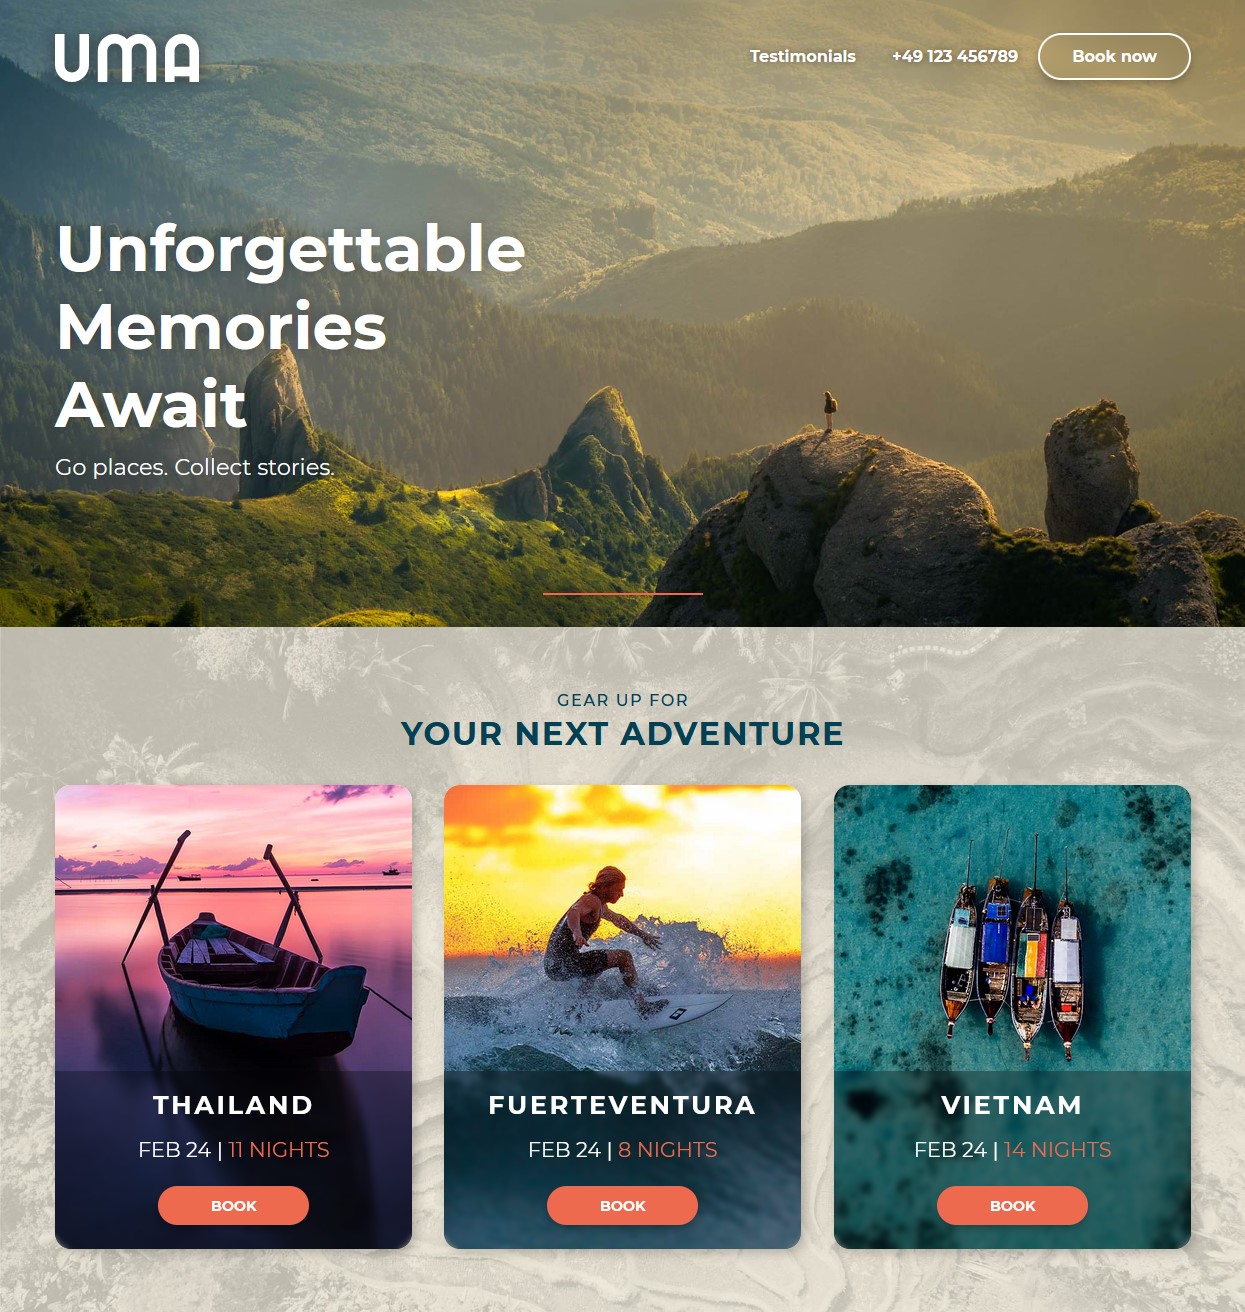 UMA
Testimonials
+49 123 456789
Book now
Unforgettable
Memories
Await
Go places. Collect stories.
GEAR UP FOR
YOUR NEXT ADVENTURE
THAILAND
FEB 24 | 11 NIGHTS
BOOK
FUERTEVENTURA
FEB 24 | 8 NIGHTS
BOOK
VIETNAM
FEB 24 | 14 NIGHTS
BOOK